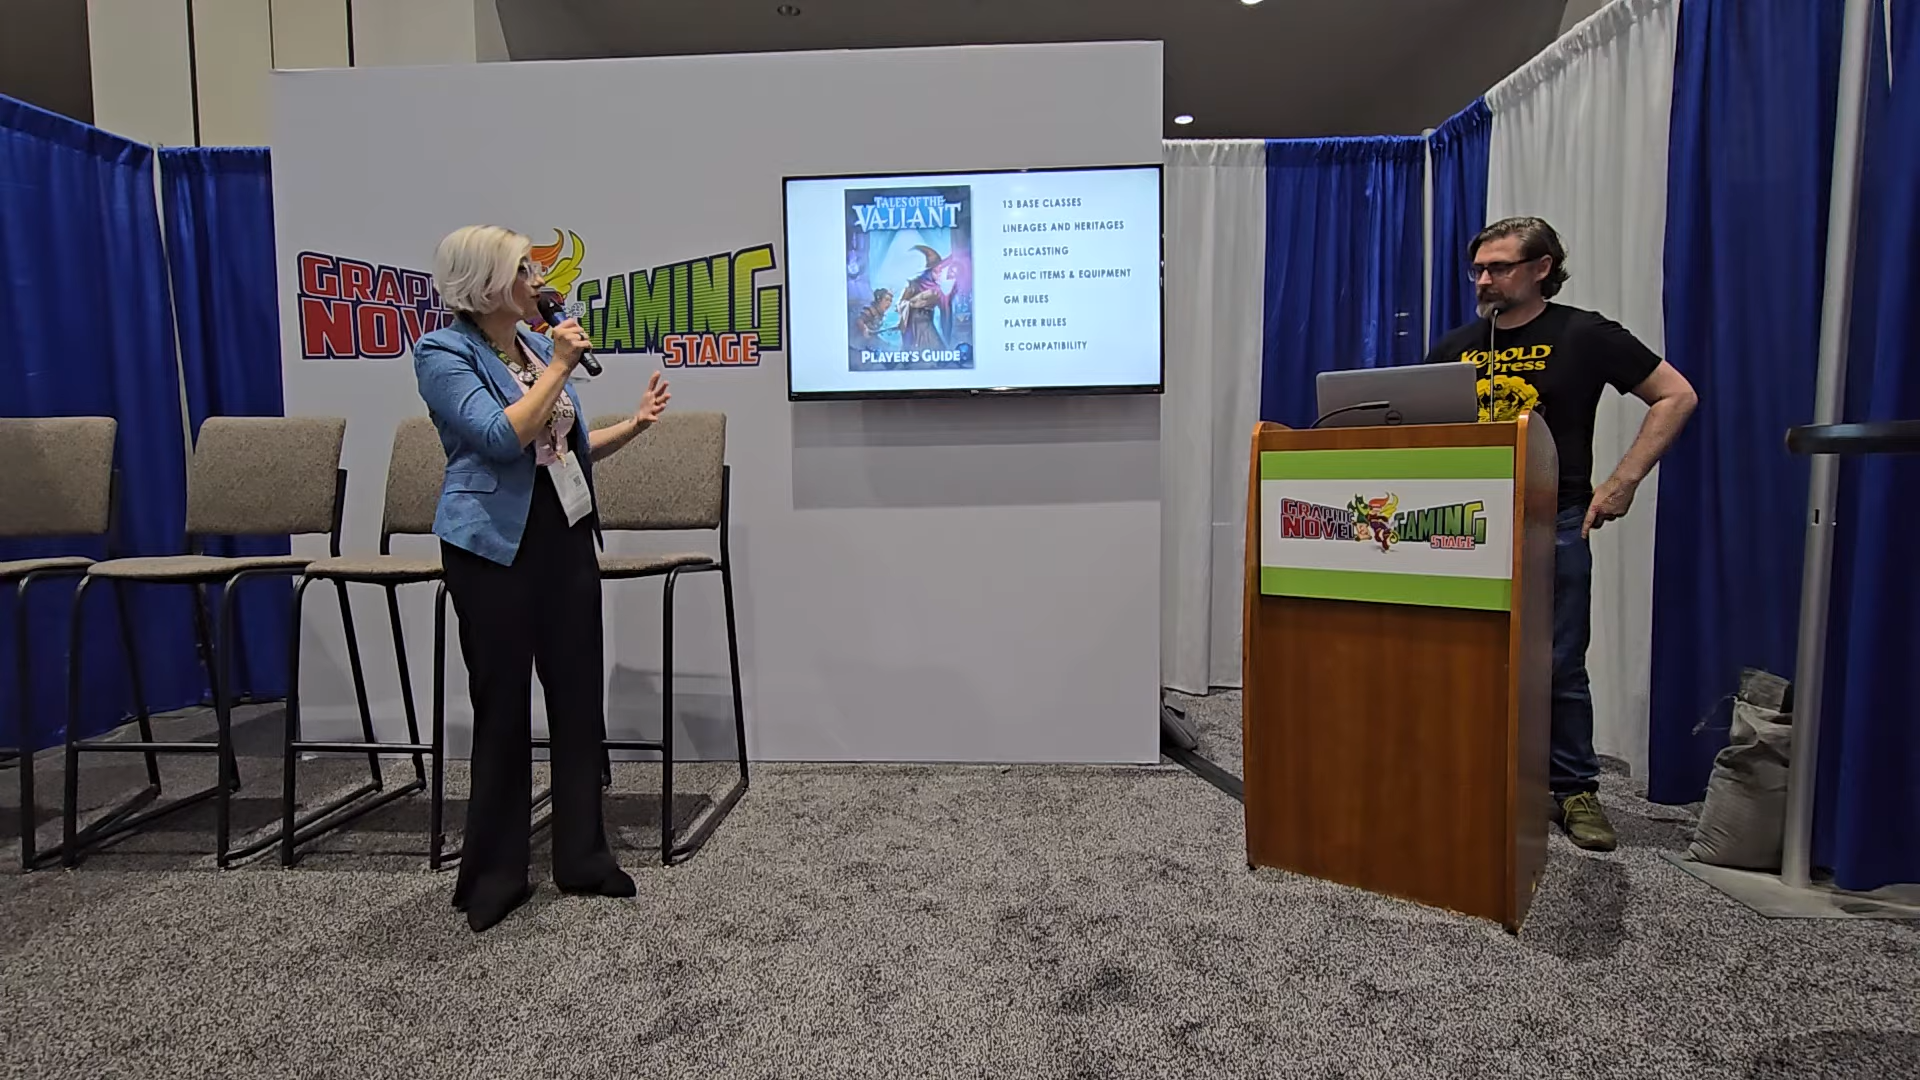 GRAPHIC
NOVEL
GAMING
STAGE
TALES OF THE
VALIANT
PLAYER'S GUIDE
13 BASE CLASSES
LINEAGES AND HERITAGES
SPELLCASTING
MAGIC ITEMS & EQUIPMENT
GM RULES
PLAYER RULES
5E COMPATIBILITY
KOBOLD
Press
DELL
GRAPHIC
NOVEL
GAMING
STAGE